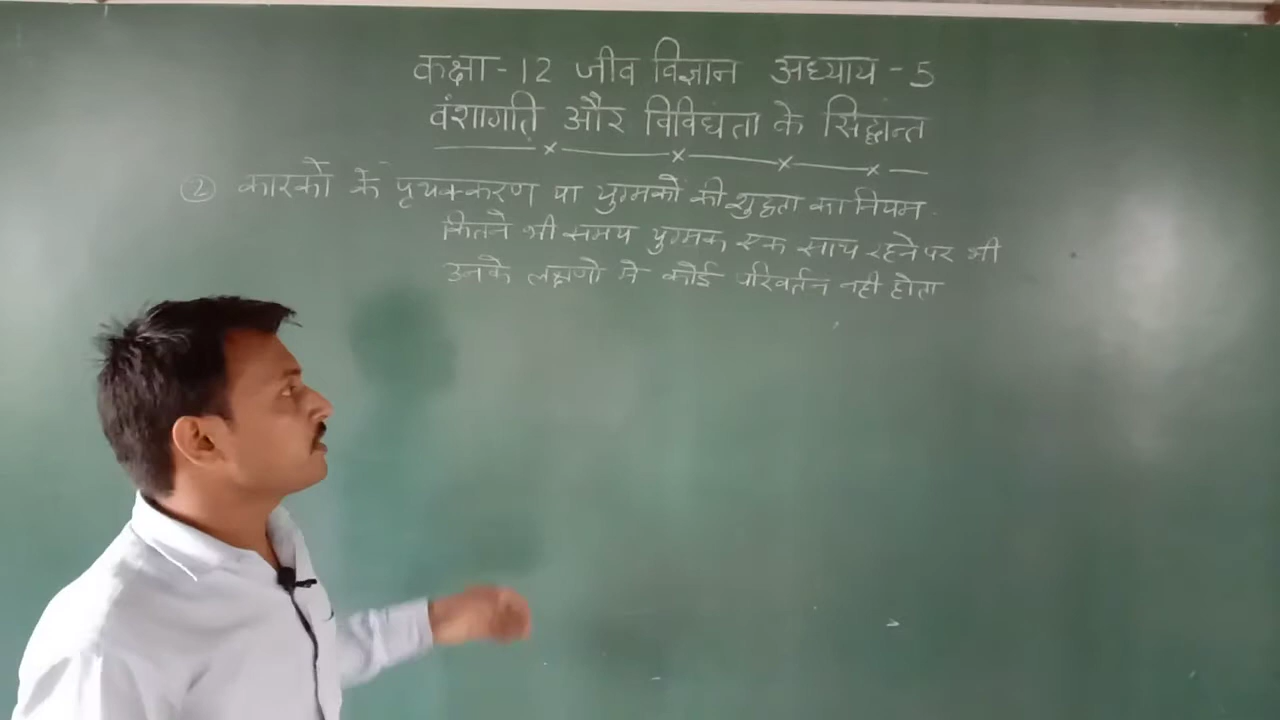 कक्षा - 12 जीव विज्ञान अध्याय - 5
वंशागति और विविधता के सिद्धान्त
② कारकों के पृथक्करण या युग्मकों की शुद्धता का नियम
कितने भी समय युग्मक एक साथ रहने पर भी
उनके लक्षणो मे कोई परिवर्तन नही होता